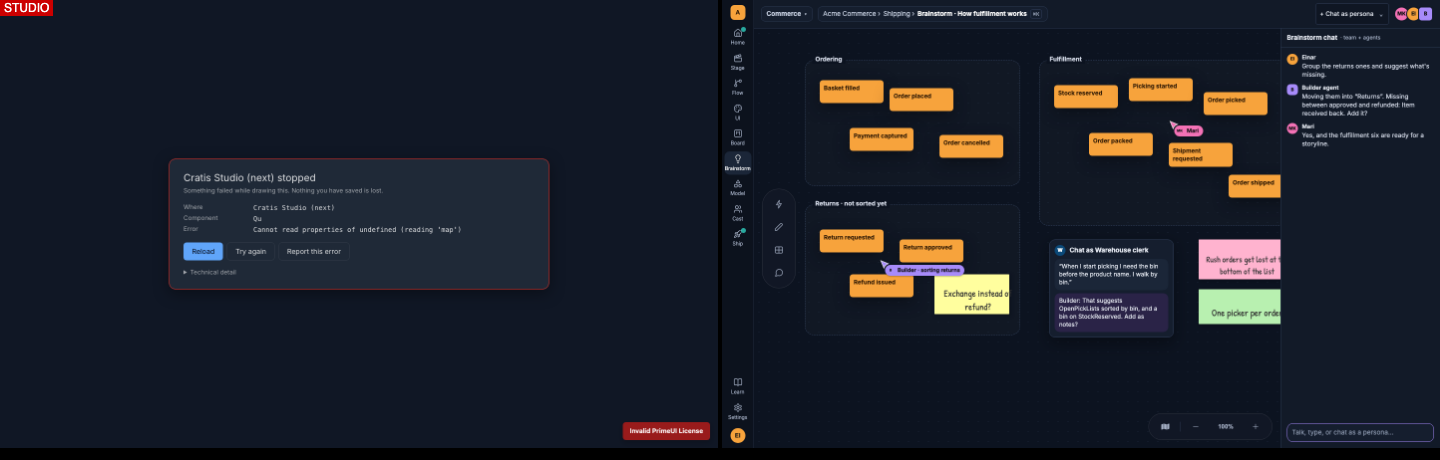 STUDIO
Cratis Studio (next) stopped
Something failed while drawing this. Nothing you have saved is lost.
Where Cratis Studio (next)
Component Qu
Error Cannot read properties of undefined (reading 'map')
Reload Try again Report this error
Technical detail
Invalid PrimeUI License
A
Home
Stage
Flow
UI
Board
Brainstorm
Model
Cast
Ship
Learn
Settings
EI
Commerce
Acme Commerce › Shipping › Brainstorm · How fulfillment works ⌘K
+ Chat as persona
MK EI B
Ordering
Basket filled
Order placed
Payment captured
Order cancelled
Fulfillment
Stock reserved
Picking started
Order picked
MK Mari
Order packed
Shipment
requested
Order shipped
Returns · not sorted yet
Return requested
Return approved
Builder · sorting returns
Refund issued
Exchange instead o
refund?
W Chat as Warehouse clerk
"When I start picking I need the bin
before the product name. I walk by
bin."
Builder: That suggests
OpenPickLists sorted by bin, and a
bin on StockReserved. Add as
notes?
Rush orders get lost at t
bottom of the list
One picker per orde
100%
Brainstorm chat team + agents
EI Einar
Group the returns ones and suggest what's
missing.
B Builder agent
Moving them into "Returns". Missing
between approved and refunded: Item
received back. Add it?
MK Mari
Yes, and the fulfillment six are ready for a
storyline.
Talk, type, or chat as a persona...